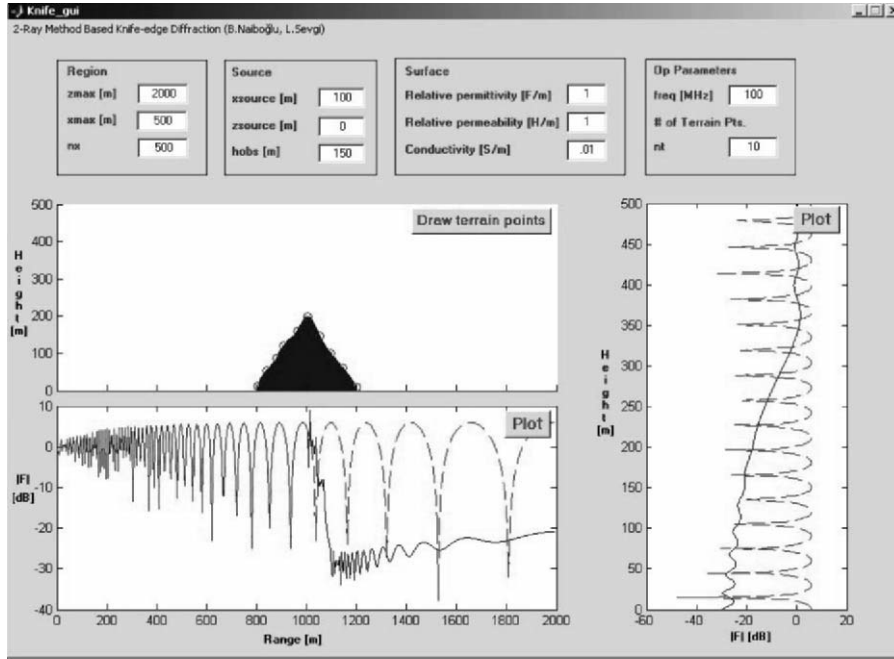 Knife_gui
2-Ray Method Based Knife-edge Diffraction (B.Naiboğlu, L.Sevgi)
Region
zmax [m] 2000
xmax [m] 500
nx 500
Source
xsource [m] 100
zsource [m] 0
hobs [m] 150
Surface
Relative permittivity [F/m] 1
Relative permeability [H/m] 1
Conductivity [S/m] .01
Op Parameters
freq [MHz] 100
# of Terrain Pts.
nt 10
Draw terrain points
Height [m]
500
400
300
200
100
0
Plot
|F| [dB]
10
0
-10
-20
-30
-40
0 200 400 600 800 1000 1200 1400 1600 1800 2000
Range [m]
Plot
Height [m]
500
450
400
350
300
250
200
150
100
50
0
-60 -40 -20 0 20
|F| [dB]